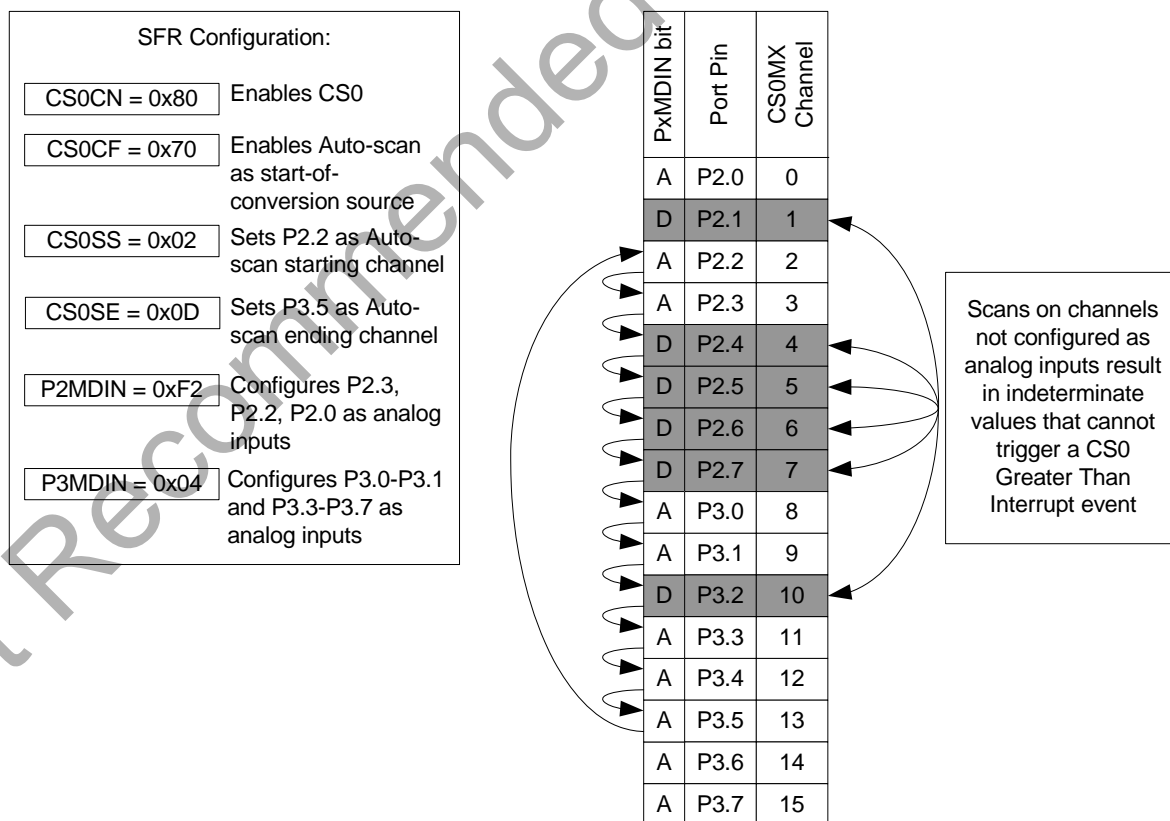 SFR Configuration:
CS0CN = 0x80
Enables CS0
CS0CF = 0x70
Enables Auto-scan
as start-of-
conversion source
CS0SS = 0x02
Sets P2.2 as Auto-
scan starting channel
CS0SE = 0x0D
Sets P3.5 as Auto-
scan ending channel
P2MDIN = 0xF2
Configures P2.3,
P2.2, P2.0 as analog
inputs
P3MDIN = 0x04
Configures P3.0-P3.1
and P3.3-P3.7 as
analog inputs
PxMDIN bit
Port Pin
CS0MX
Channel
A P2.0 0
D P2.1 1
A P2.2 2
A P2.3 3
D P2.4 4
D P2.5 5
D P2.6 6
D P2.7 7
A P3.0 8
A P3.1 9
D P3.2 10
A P3.3 11
A P3.4 12
A P3.5 13
A P3.6 14
A P3.7 15
Scans on channels
not configured as
analog inputs result
in indeterminate
values that cannot
trigger a CS0
Greater Than
Interrupt event
t Recommended